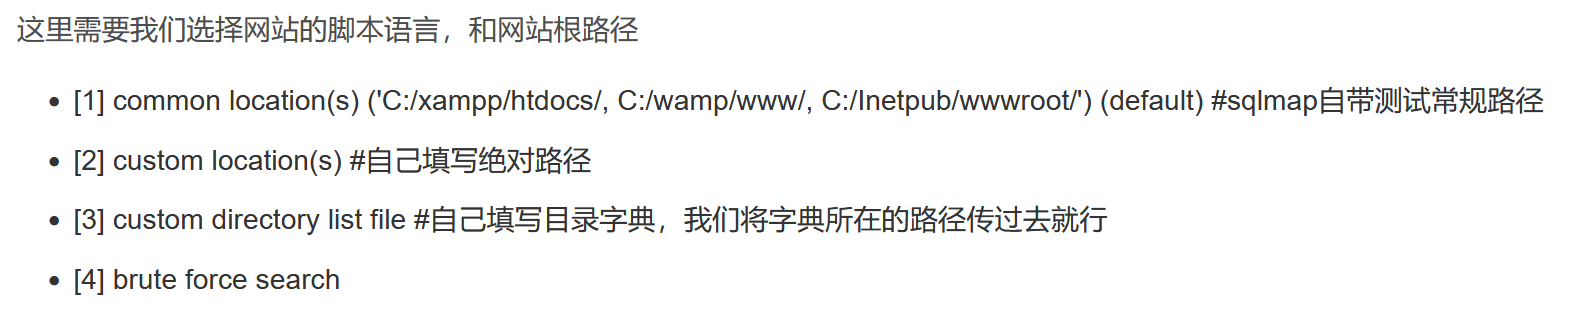 这里需要我们选择网站的脚本语言，和网站根路径
[1] common location(s) ('C:/xampp/htdocs/, C:/wamp/www/, C:/Inetpub/wwwroot/') (default) #sqlmap自带测试常规路径
[2] custom location(s) #自己填写绝对路径
[3] custom directory list file #自己填写目录字典，我们将字典所在的路径传过去就行
[4] brute force search